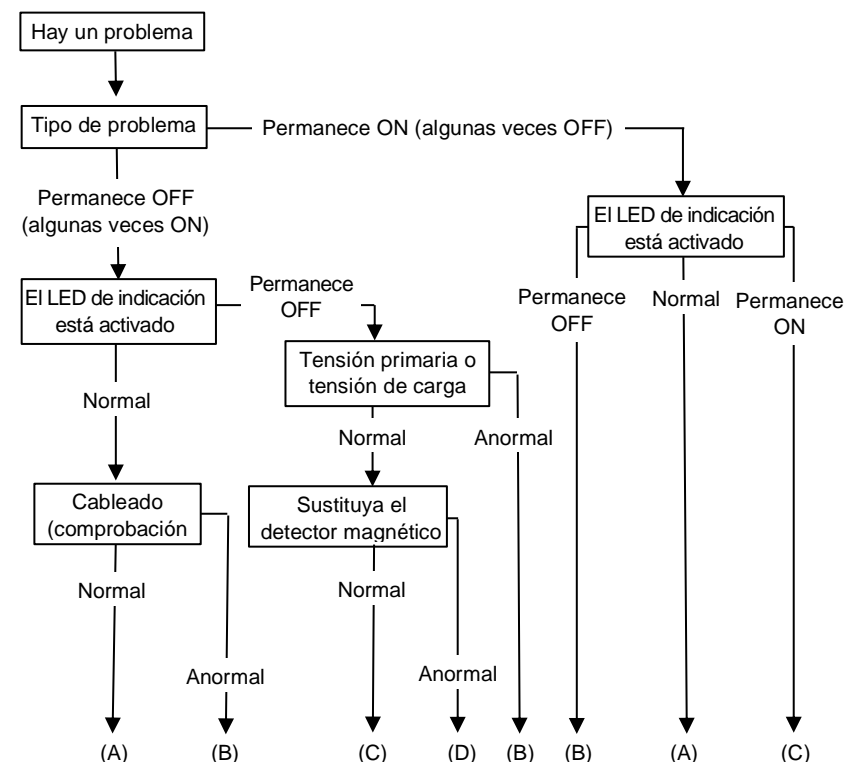 Hay un problema
Tipo de problema
Permanece ON (algunas veces OFF)
Permanece OFF
(algunas veces ON)
El LED de indicación
está activado
El LED de indicación
está activado
Permanece
OFF
Permanece
OFF
Normal
Permanece
ON
Tensión primaria o
tensión de carga
Normal
Normal
Anormal
Cableado
(comprobación
Sustituya el
detector magnético
Normal
Normal
Anormal
Anormal
(A)
(B)
(C)
(D)
(B)
(B)
(A)
(C)